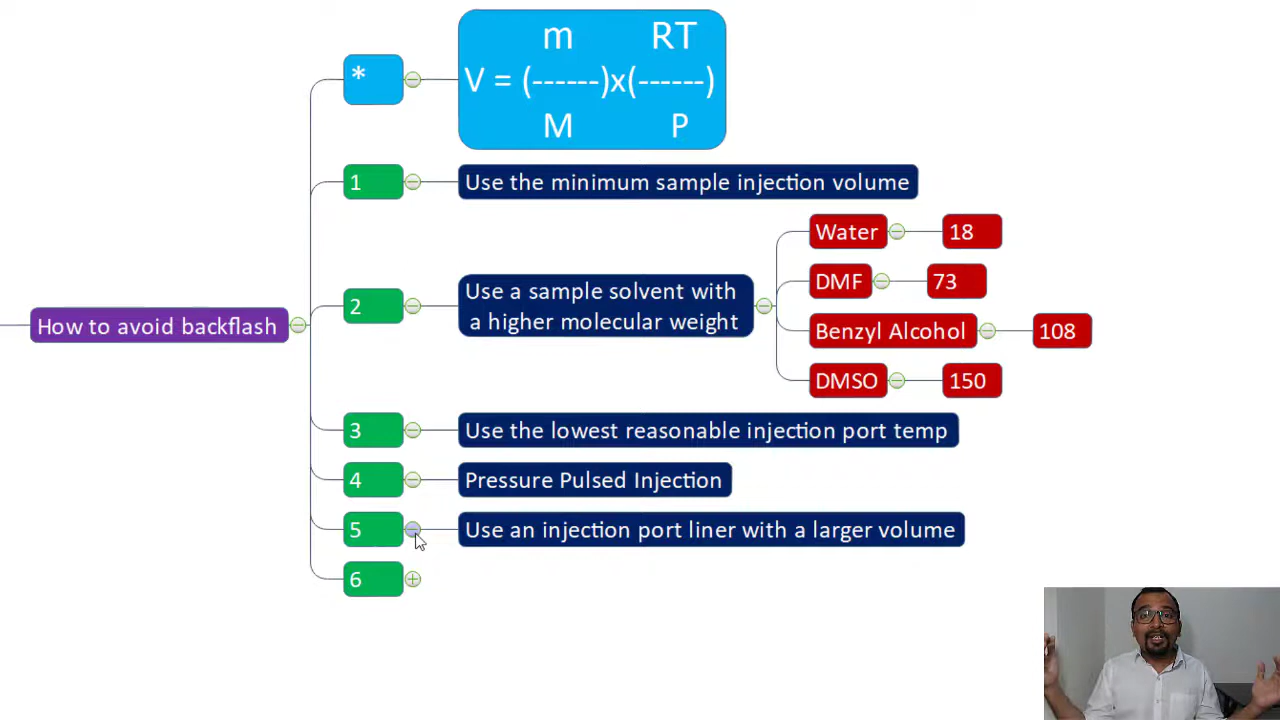 How to avoid backflash
*
m RT
V = (------)x(------)
M P
1
Use the minimum sample injection volume
2
Use a sample solvent with
a higher molecular weight
Water
18
DMF
73
Benzyl Alcohol
108
DMSO
150
3
Use the lowest reasonable injection port temp
4
Pressure Pulsed Injection
5
Use an injection port liner with a larger volume
6